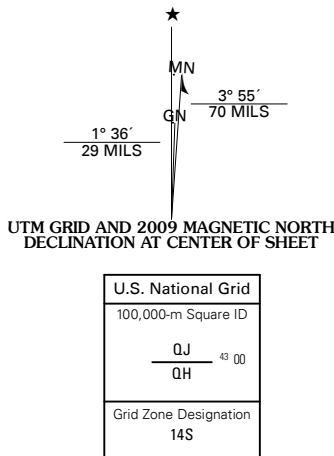 ★
MN
3° 55´
70 MILS
GN
1° 36´
29 MILS
UTM GRID AND 2009 MAGNETIC NORTH
DECLINATION AT CENTER OF SHEET
U.S. National Grid
100,000-m Square ID
QJ
43 00
QH
Grid Zone Designation
14S